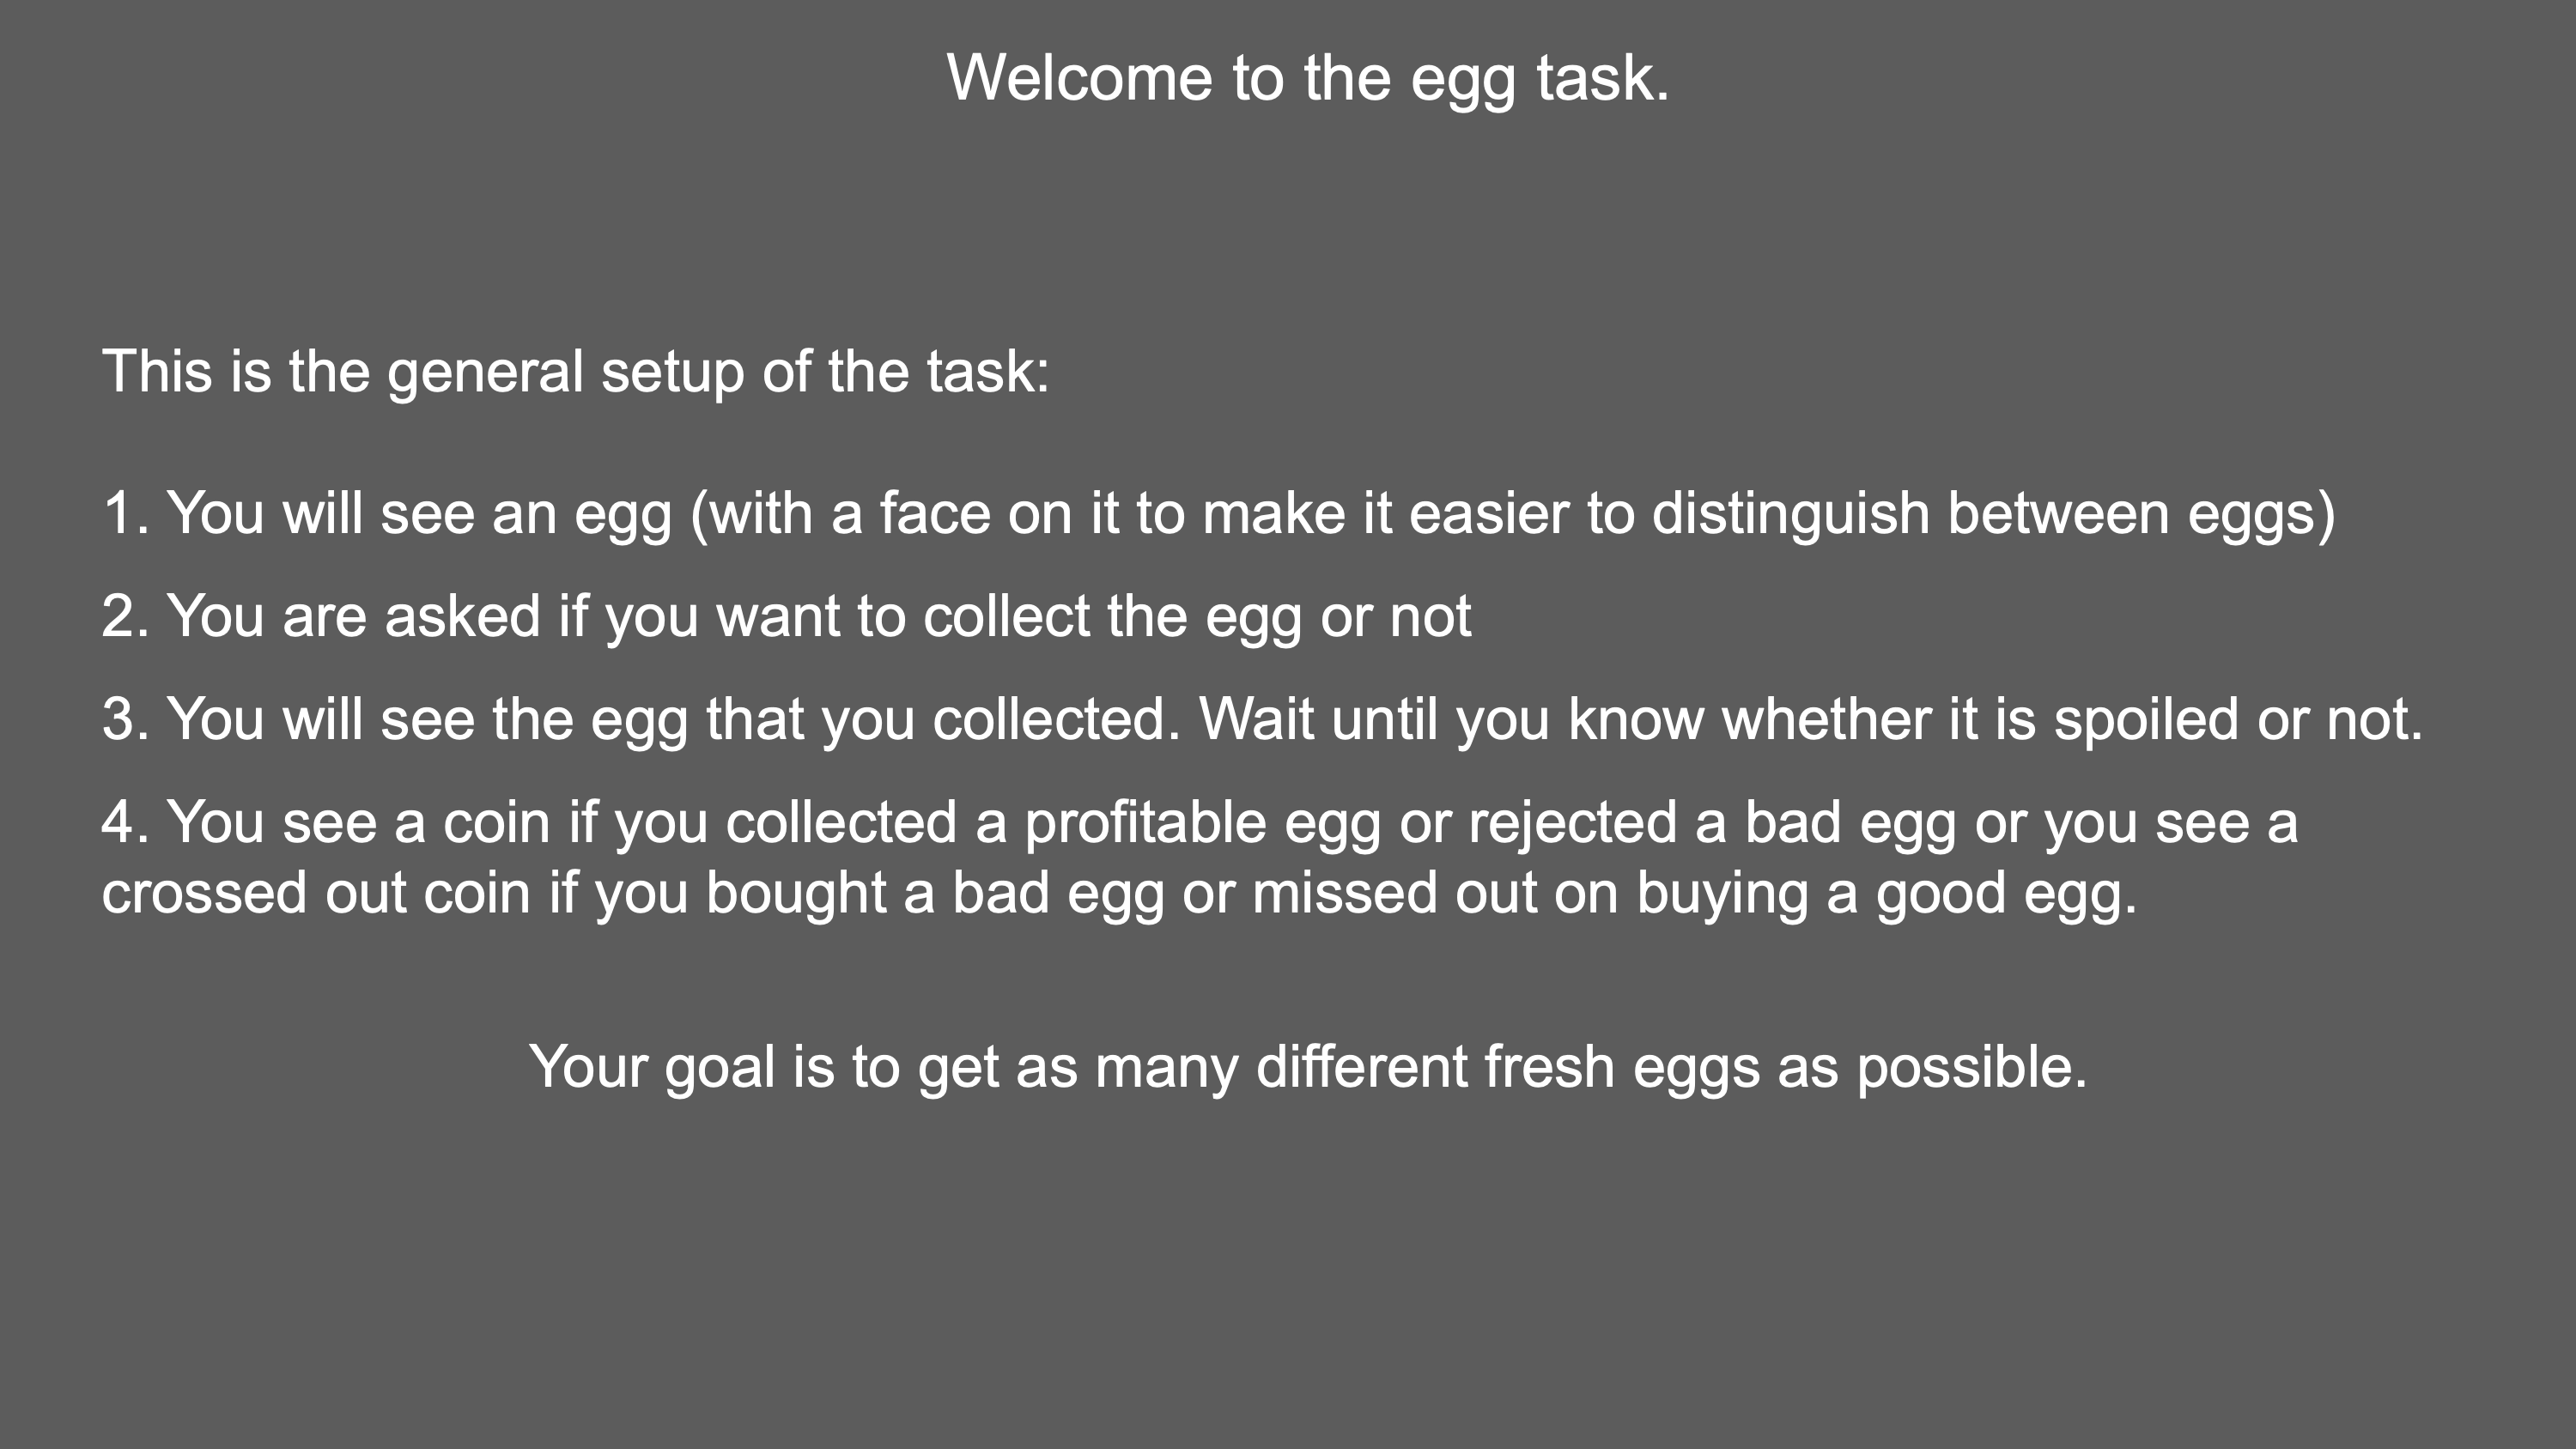 Welcome to the egg task.
This is the general setup of the task:
1. You will see an egg (with a face on it to make it easier to distinguish between eggs)
2. You are asked if you want to collect the egg or not
3. You will see the egg that you collected. Wait until you know whether it is spoiled or not.
4. You see a coin if you collected a profitable egg or rejected a bad egg or you see a
crossed out coin if you bought a bad egg or missed out on buying a good egg.
Your goal is to get as many different fresh eggs as possible.